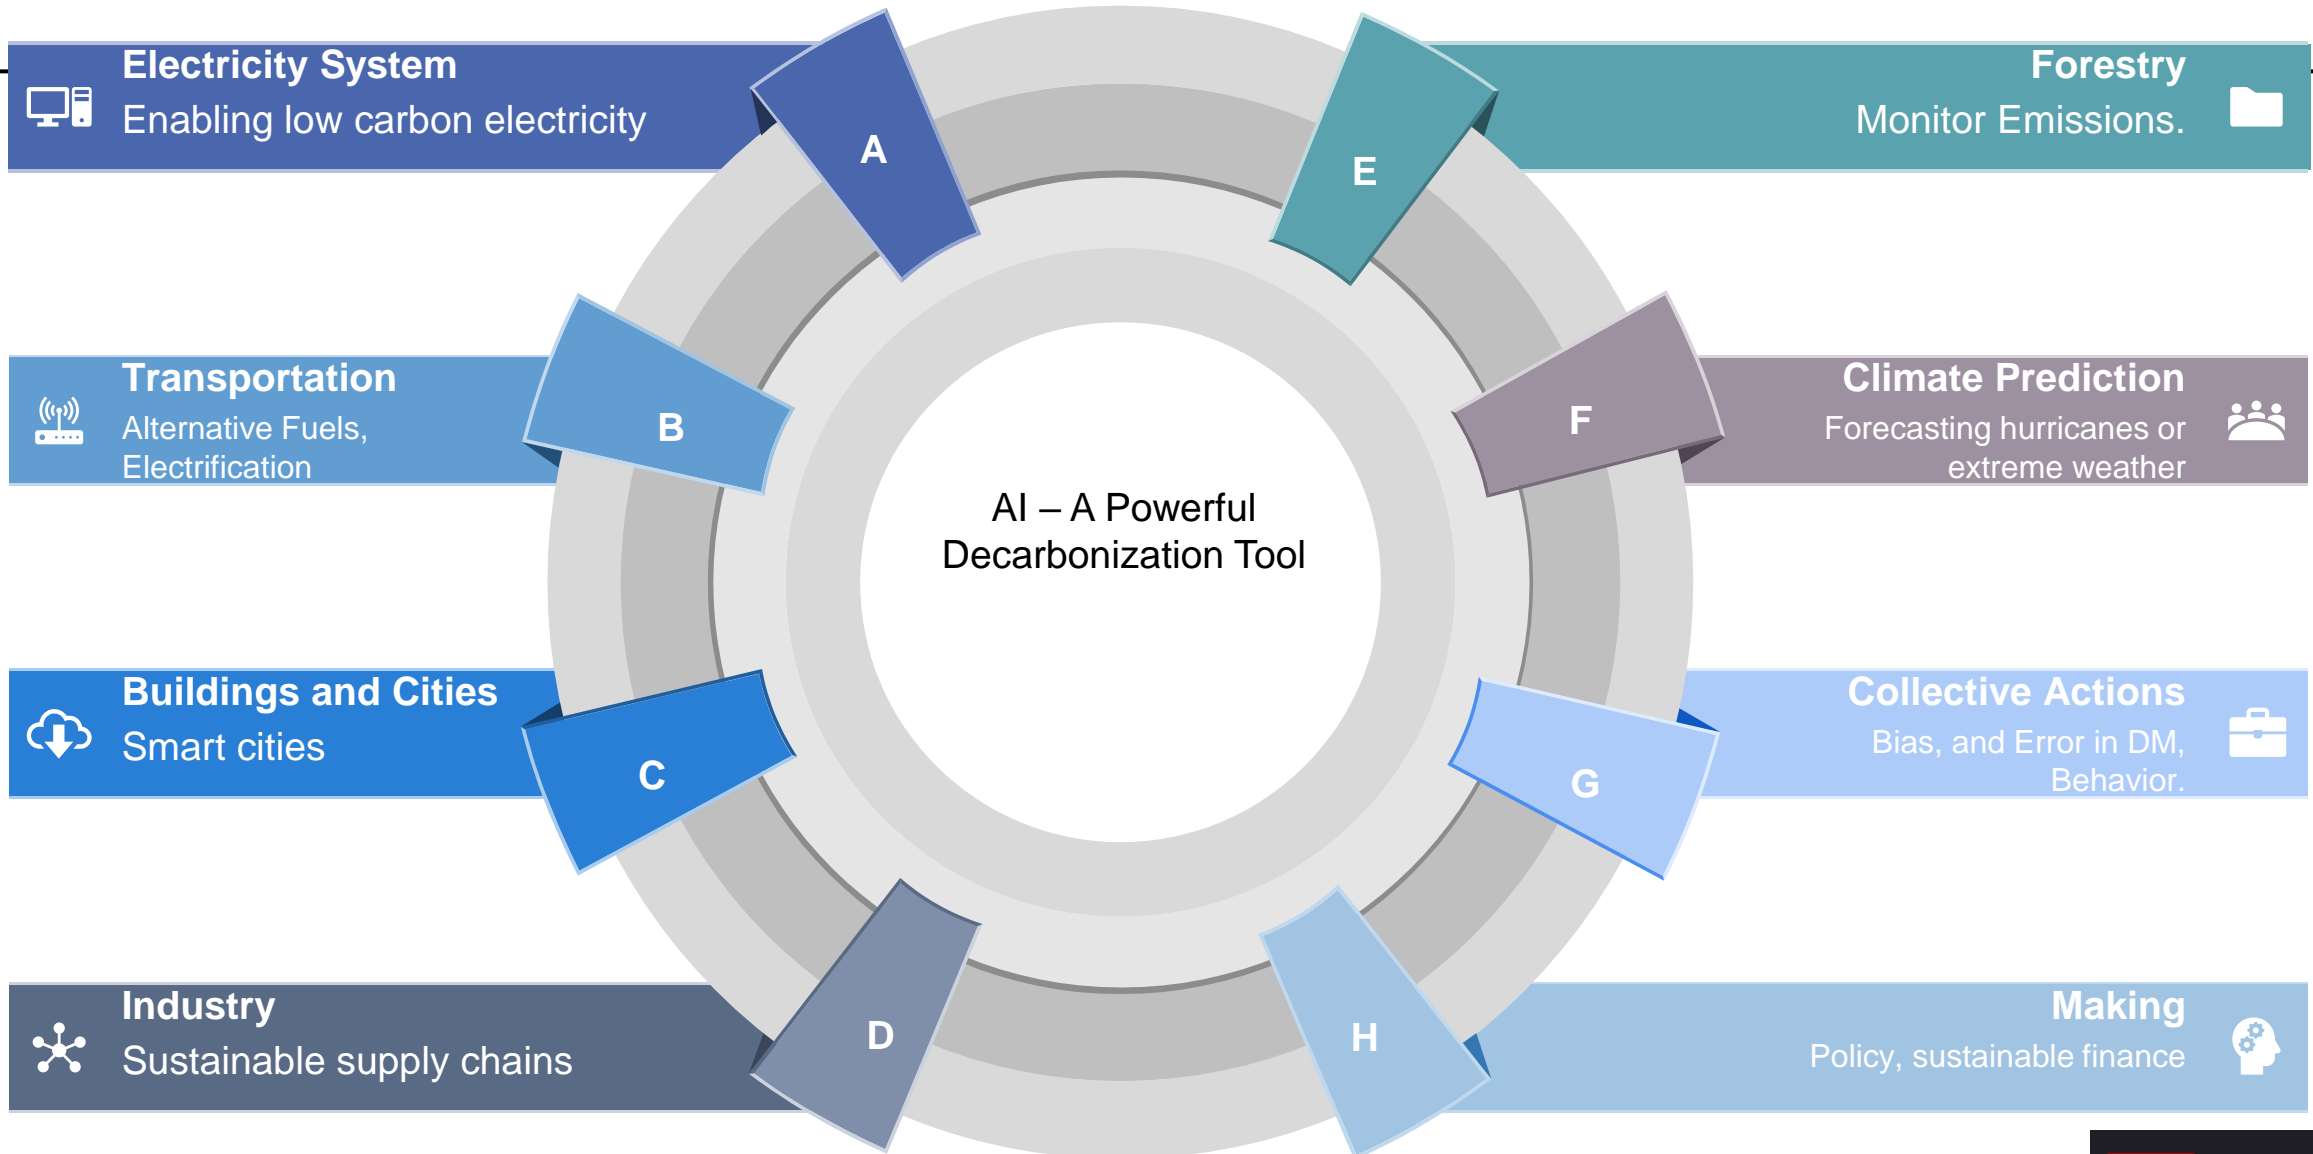 Electricity System
Enabling low carbon electricity
A
Transportation
Alternative Fuels,
Electrification
B
Buildings and Cities
Smart cities
C
Industry
Sustainable supply chains
D
AI – A Powerful
Decarbonization Tool
Forestry
Monitor Emissions.
E
Climate Prediction
Forecasting hurricanes or
extreme weather
F
Collective Actions
Bias, and Error in DM,
Behavior.
G
Making
Policy, sustainable finance
H